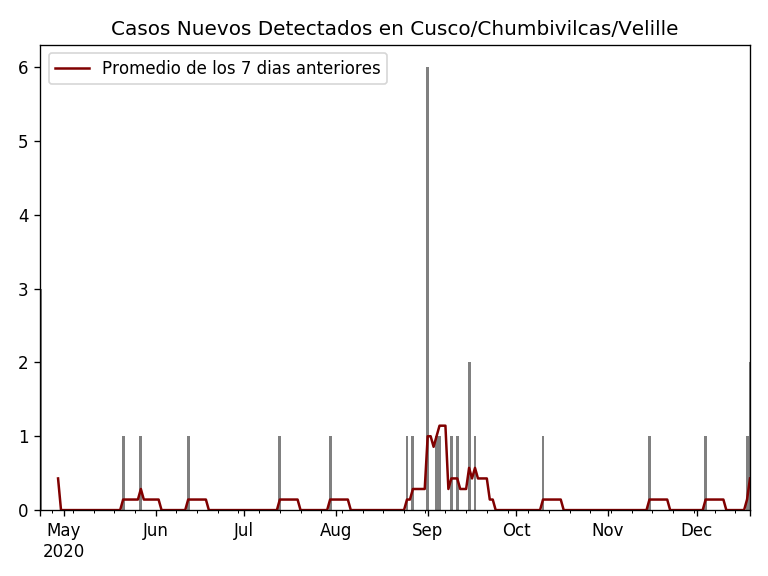 Casos Nuevos Detectados en Cusco/Chumbivilcas/Velille
Promedio de los 7 dias anteriores
6
5
4
3
2
1
0
May Jun Jul Aug Sep Oct Nov Dec
2020